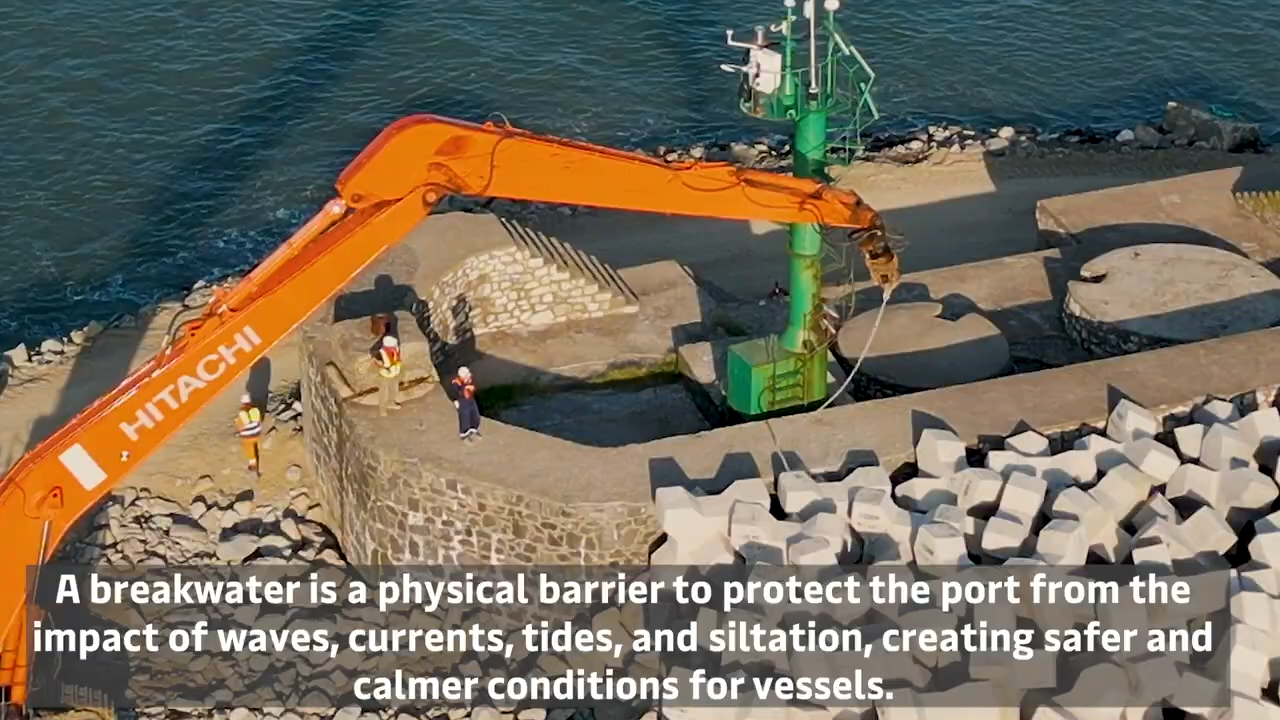 HITACHI
A breakwater is a physical barrier to protect the port from the
impact of waves, currents, tides, and siltation, creating safer and
calmer conditions for vessels.